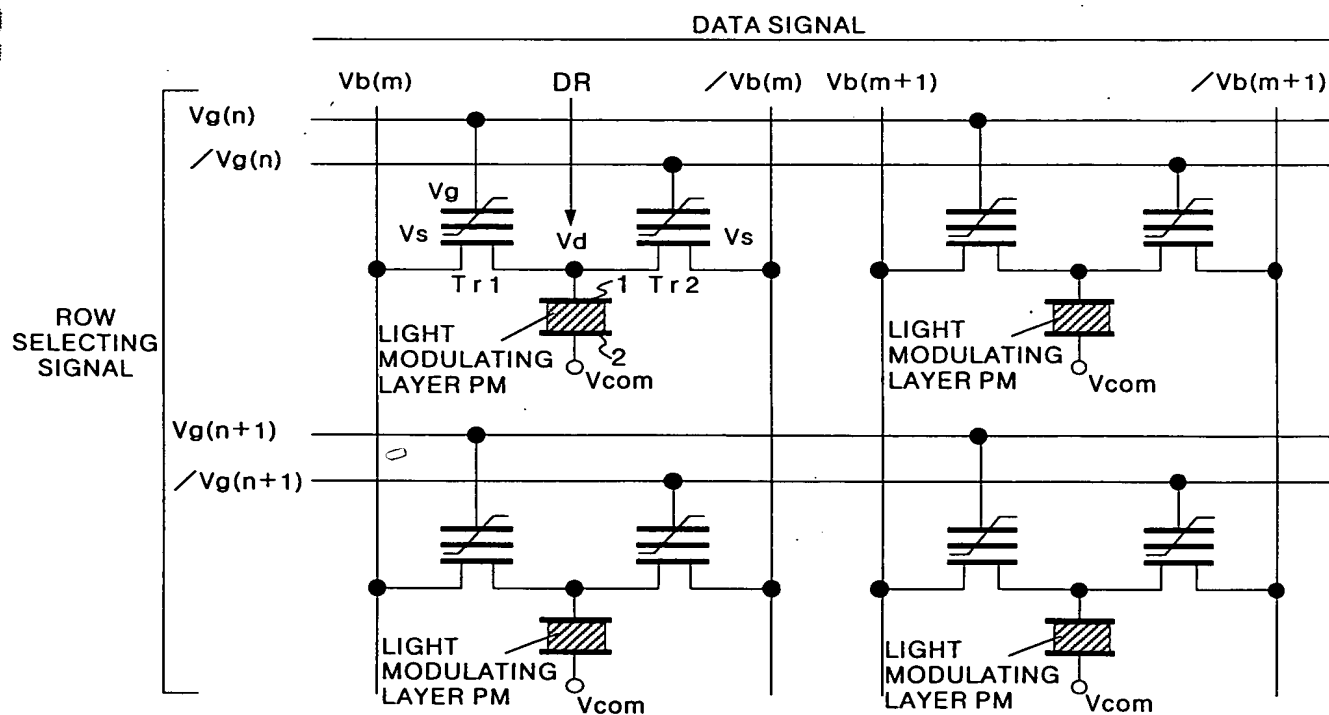 DATA SIGNAL
Vb(m)
DR
/Vb(m)
Vb(m+1)
/Vb(m+1)
Vg(n)
/Vg(n)
Vg
Vs
Vd
Vs
Tr1
1
Tr2
ROW
SELECTING
SIGNAL
LIGHT
MODULATING
LAYER PM
2
Vcom
LIGHT
MODULATING
LAYER PM
Vcom
Vg(n+1)
/Vg(n+1)
LIGHT
MODULATING
LAYER PM
Vcom
LIGHT
MODULATING
LAYER PM
Vcom